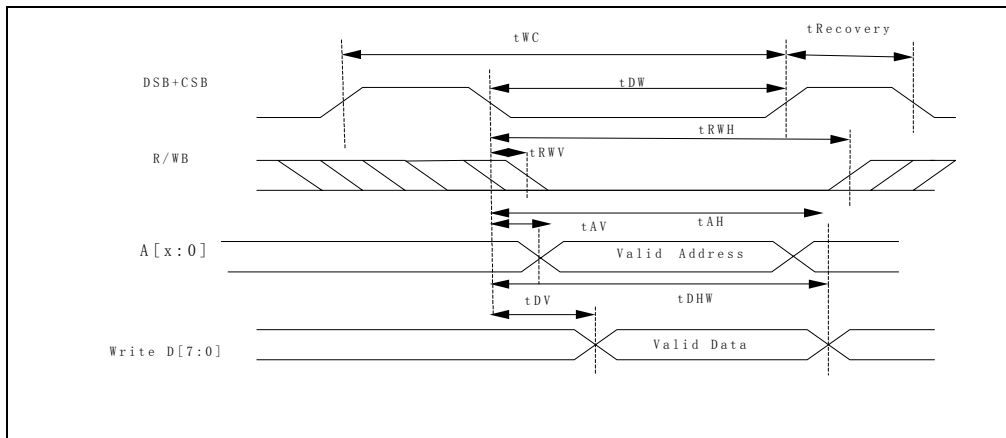 tRecovery
tWC
DSB+CSB
tDW
tRWH
R/WB
tRWV
tAH
tAV
A[x:0]
Valid Address
tDHW
tDV
Write D[7:0]
Valid Data